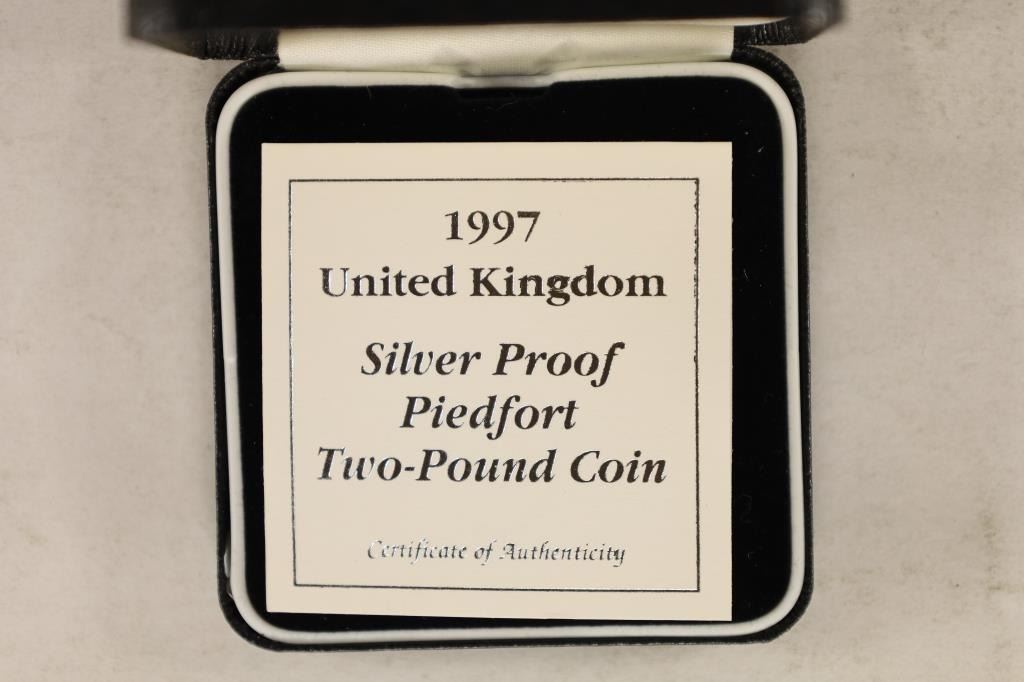 1997
United Kingdom
Silver Proof
Piedfort
Two-Pound Coin
Certificate of Authenticity